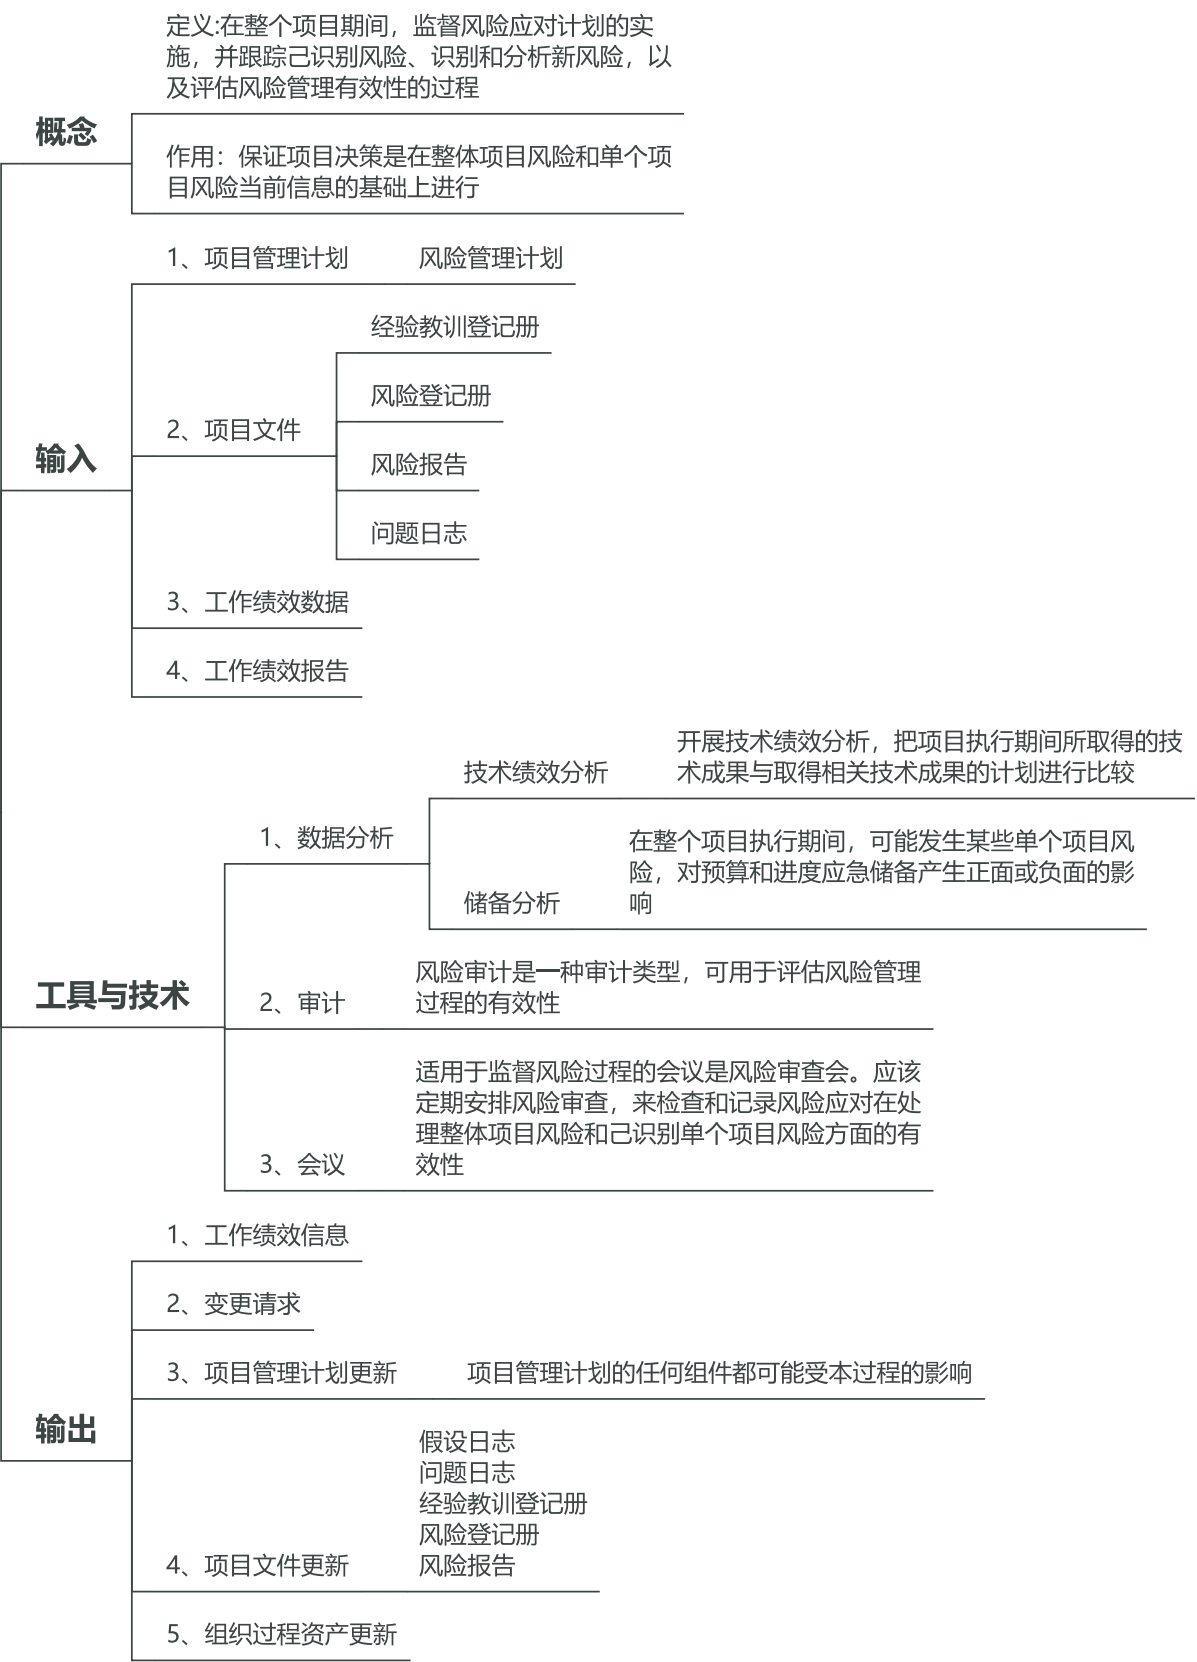 定义:在整个项目期间，监督风险应对计划的实
施，并跟踪己识别风险、识别和分析新风险，以
及评估风险管理有效性的过程
概念
作用：保证项目决策是在整体项目风险和单个项
目风险当前信息的基础上进行
1、项目管理计划 风险管理计划
经验教训登记册
风险登记册
2、项目文件
输入
风险报告
问题日志
3、工作绩效数据
4、工作绩效报告
开展技术绩效分析，把项目执行期间所取得的技
术成果与取得相关技术成果的计划进行比较
技术绩效分析
1、数据分析
在整个项目执行期间，可能发生某些单个项目风
险，对预算和进度应急储备产生正面或负面的影
响
储备分析
工具与技术
风险审计是一种审计类型，可用于评估风险管理
过程的有效性
2、审计
适用于监督风险过程的会议是风险审查会。应该
定期安排风险审查，来检查和记录风险应对在处
理整体项目风险和己识别单个项目风险方面的有
效性
3、会议
1、工作绩效信息
2、变更请求
3、项目管理计划更新 项目管理计划的任何组件都可能受本过程的影响
输出
假设日志
问题日志
经验教训登记册
风险登记册
风险报告
4、项目文件更新
5、组织过程资产更新